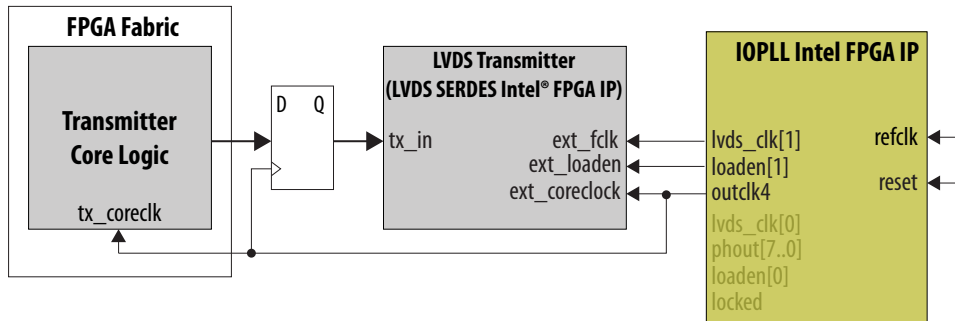 FPGA Fabric
Transmitter
Core Logic
tx_coreclk
D Q
LVDS Transmitter
(LVDS SERDES Intel® FPGA IP)
tx_in
ext_fclk
ext_loaden
ext_coreclock
IOPLL Intel FPGA IP
lvds_clk[1]
loaden[1]
outclk4
lvds_clk[0]
phout[7..0]
loaden[0]
locked
refclk
reset